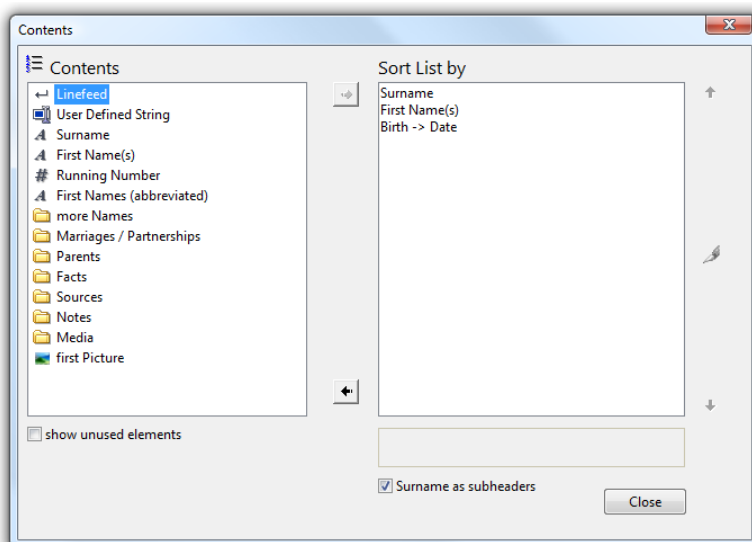 Contents
Contents
Linefeed
User Defined String
Surname
First Name(s)
Running Number
First Names (abbreviated)
more Names
Marriages / Partnerships
Parents
Facts
Sources
Notes
Media
first Picture
show unused elements
Sort List by
Surname
First Name(s)
Birth -> Date
Surname as subheaders
Close